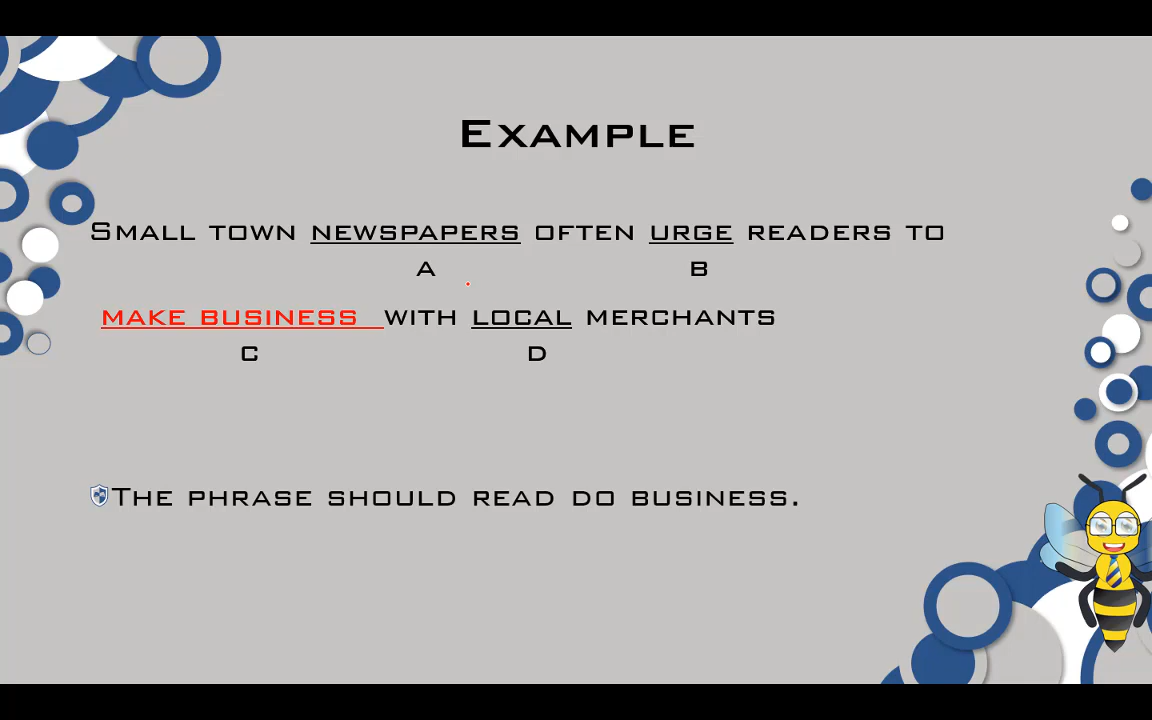 Example
Small town newspapers often urge readers to
A B
make business with local merchants
C D
The phrase should read do business.